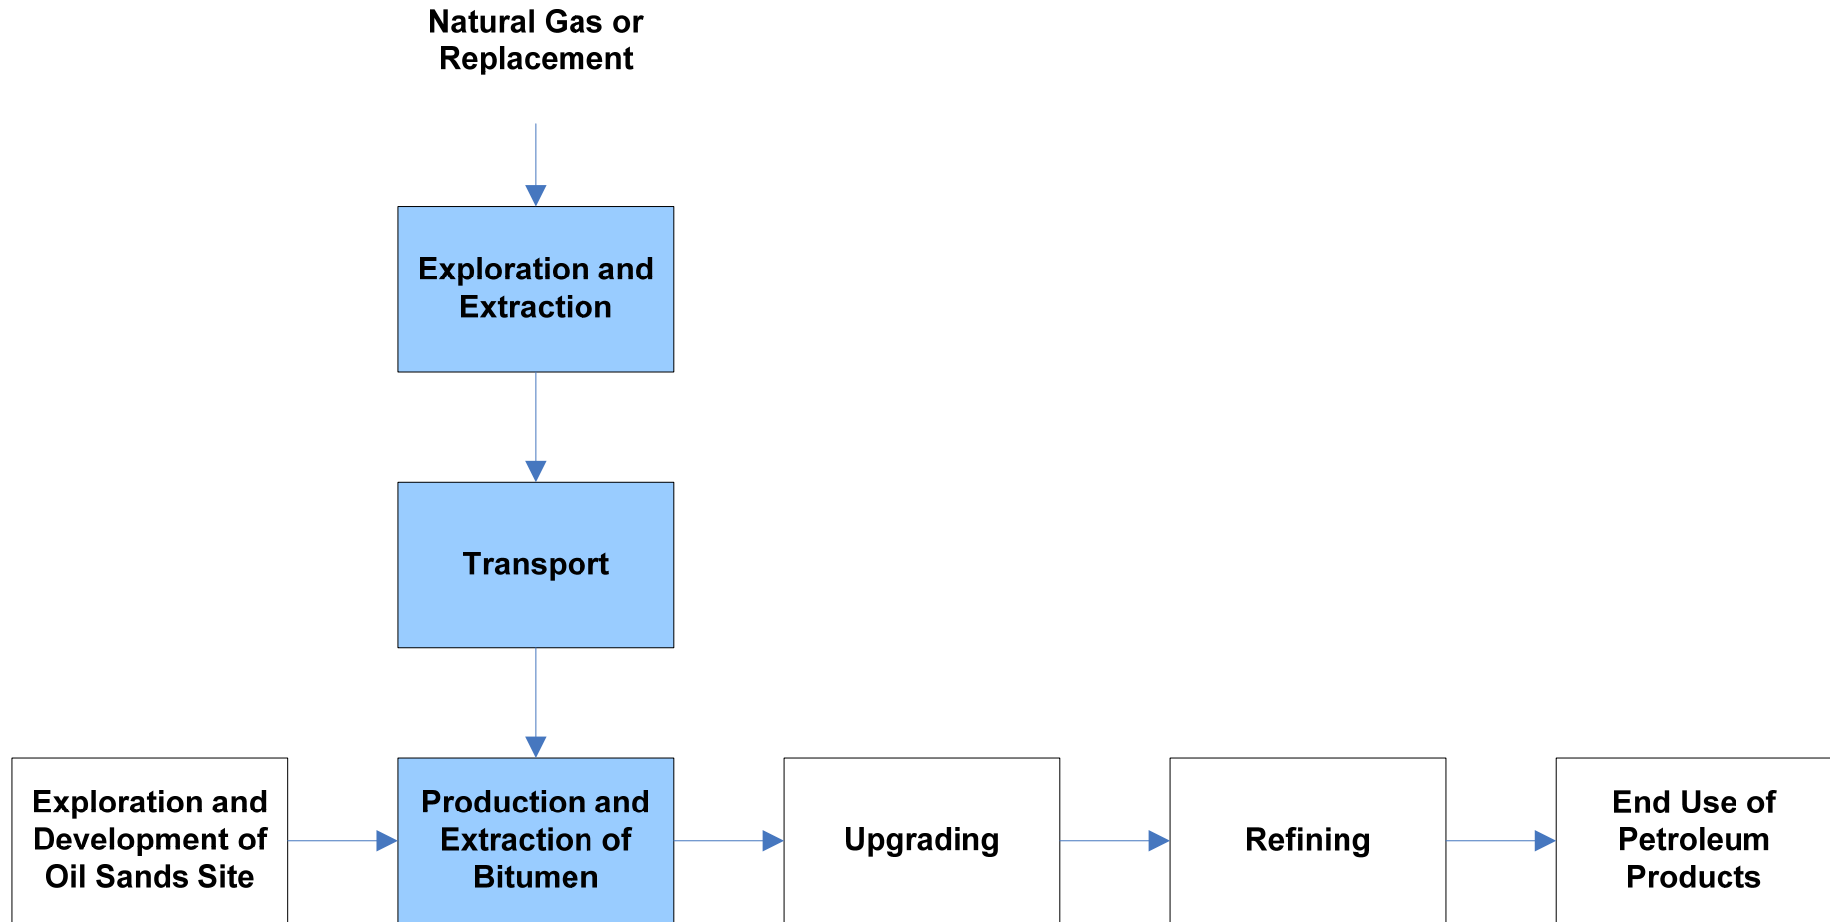 Natural Gas or
Replacement
Exploration and
Extraction
Transport
Exploration and
Development of
Oil Sands Site
Production and
Extraction of
Bitumen
Upgrading
Refining
End Use of
Petroleum
Products